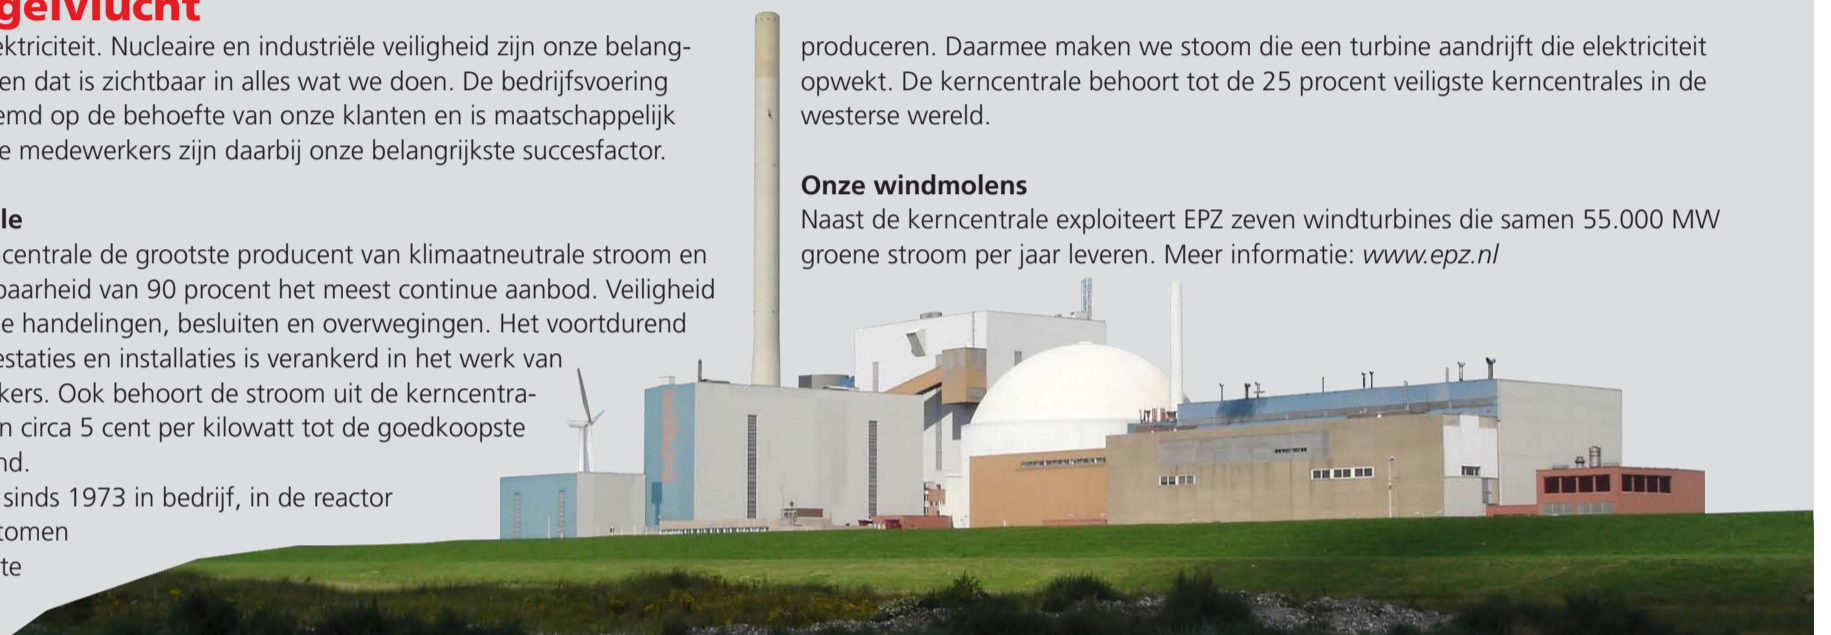 gelvlucht
ektriciteit. Nucleaire en industriële veiligheid zijn onze belang-
en dat is zichtbaar in alles wat we doen. De bedrijfsvoering
emd op de behoefte van onze klanten en is maatschappelijk
e medewerkers zijn daarbij onze belangrijkste succesfactor.
le
centrale de grootste producent van klimaatneutrale stroom en
baarheid van 90 procent het meest continue aanbod. Veiligheid
e handelingen, besluiten en overwegingen. Het voortdurend
estaties en installaties is verankerd in het werk van
kers. Ook behoort de stroom uit de kerncentra-
n circa 5 cent per kilowatt tot de goedkoopste
nd.
sinds 1973 in bedrijf, in de reactor
tomen
te
produceren. Daarmee maken we stoom die een turbine aandrijft die elektriciteit
opwekt. De kerncentrale behoort tot de 25 procent veiligste kerncentrales in de
westerse wereld.
Onze windmolens
Naast de kerncentrale exploiteert EPZ zeven windturbines die samen 55.000 MW
groene stroom per jaar leveren. Meer informatie: www.epz.nl